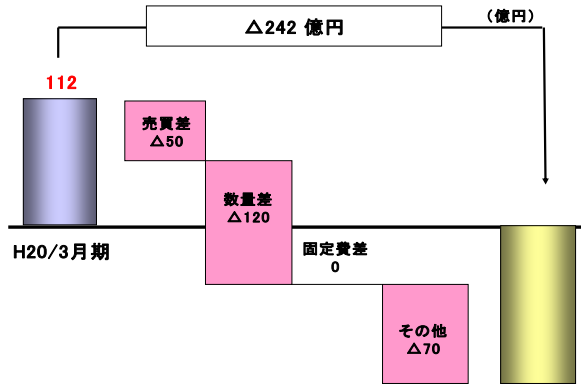 △242 億円
（億円）
112
売買差
△50
数量差
△120
H20/3月期
固定費差
0
その他
△70